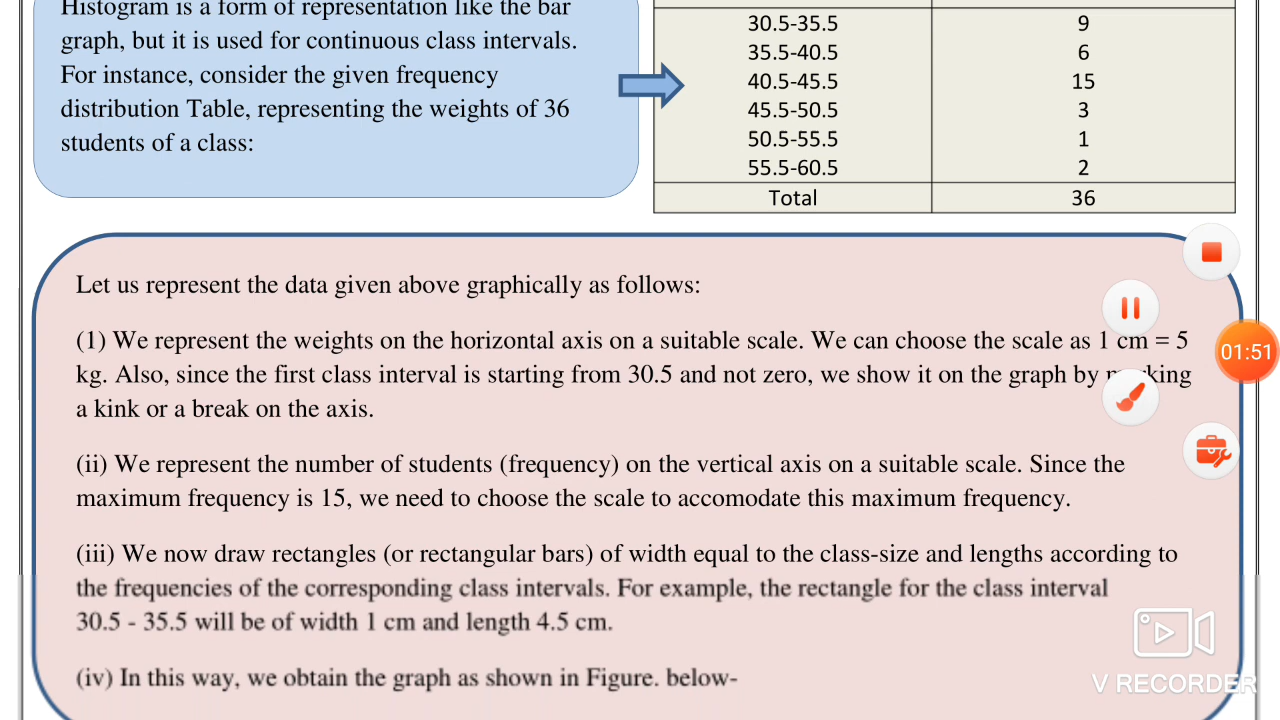 Histogram is a form of representation like the bar
graph, but it is used for continuous class intervals.
For instance, consider the given frequency
distribution Table, representing the weights of 36
students of a class:
30.5-35.5 9
35.5-40.5 6
40.5-45.5 15
45.5-50.5 3
50.5-55.5 1
55.5-60.5 2
Total 36
Let us represent the data given above graphically as follows:
(1) We represent the weights on the horizontal axis on a suitable scale. We can choose the scale as 1 cm = 5
kg. Also, since the first class interval is starting from 30.5 and not zero, we show it on the graph by
a kink or a break on the axis.
(ii) We represent the number of students (frequency) on the vertical axis on a suitable scale. Since the
maximum frequency is 15, we need to choose the scale to accomodate this maximum frequency.
(iii) We now draw rectangles (or rectangular bars) of width equal to the class-size and lengths according to
the frequencies of the corresponding class intervals. For example, the rectangle for the class interval
30.5 - 35.5 will be of width 1 cm and length 4.5 cm.
(iv) In this way, we obtain the graph as shown in Figure. below-
01:51
V RECORDER